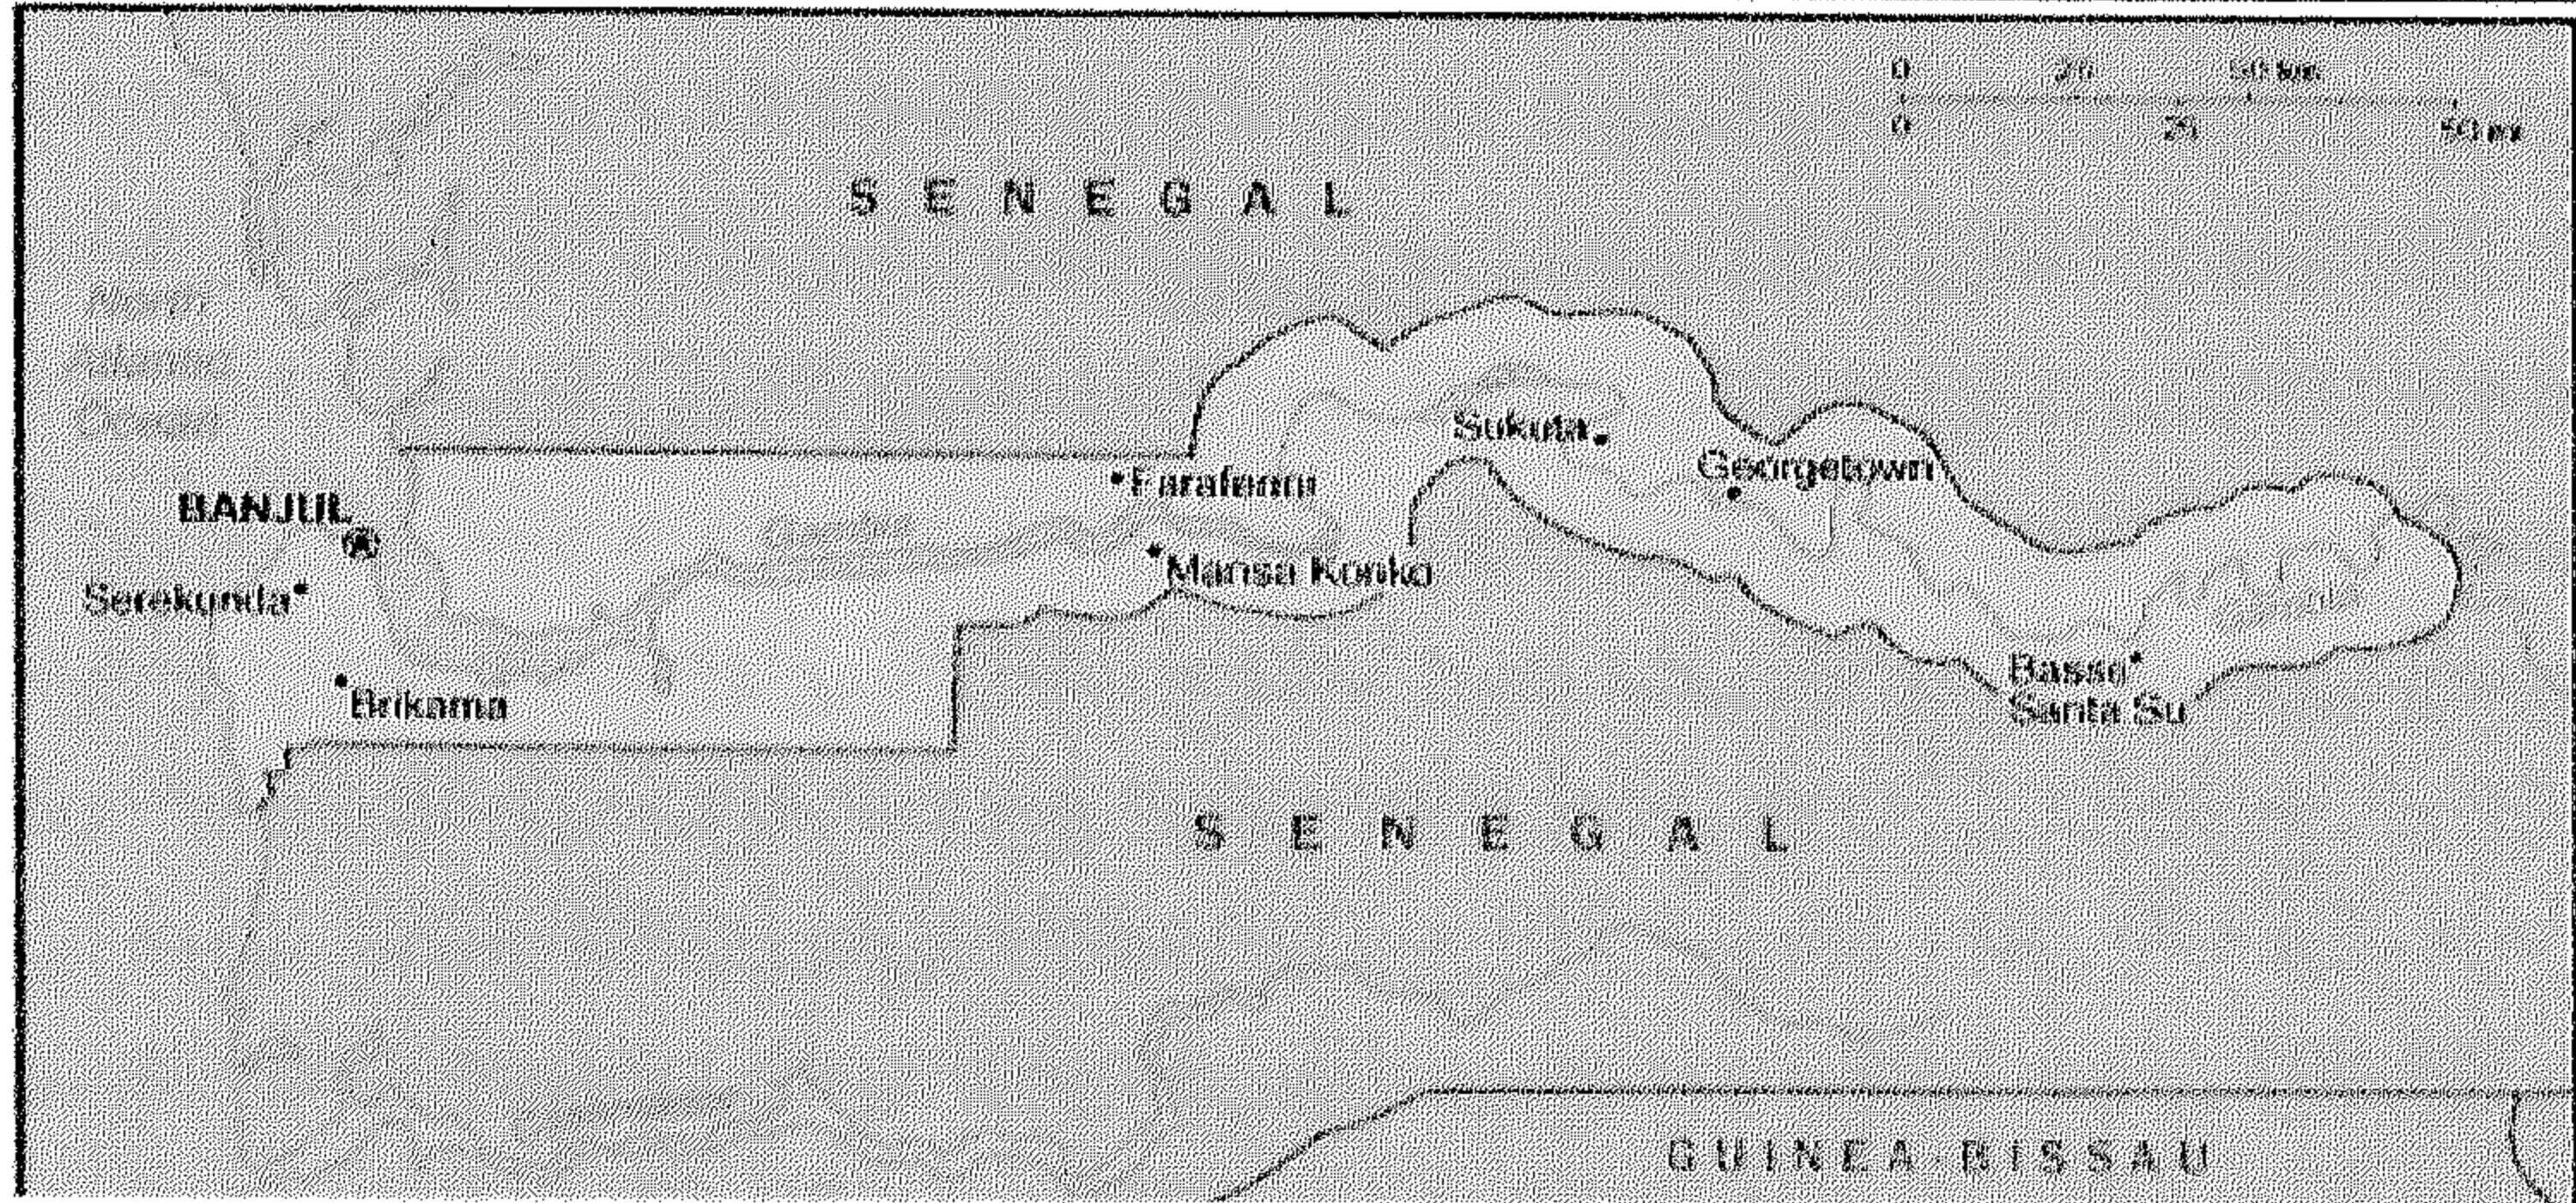 0 25 50 km
0 25 50 mi
SENEGAL
Sukuta
Georgetown
Farafenni
BANJUL
Mansa Konko
Serekunda
Basse
Santa Su
Brikama
SENEGAL
GUINEA-BISSAU